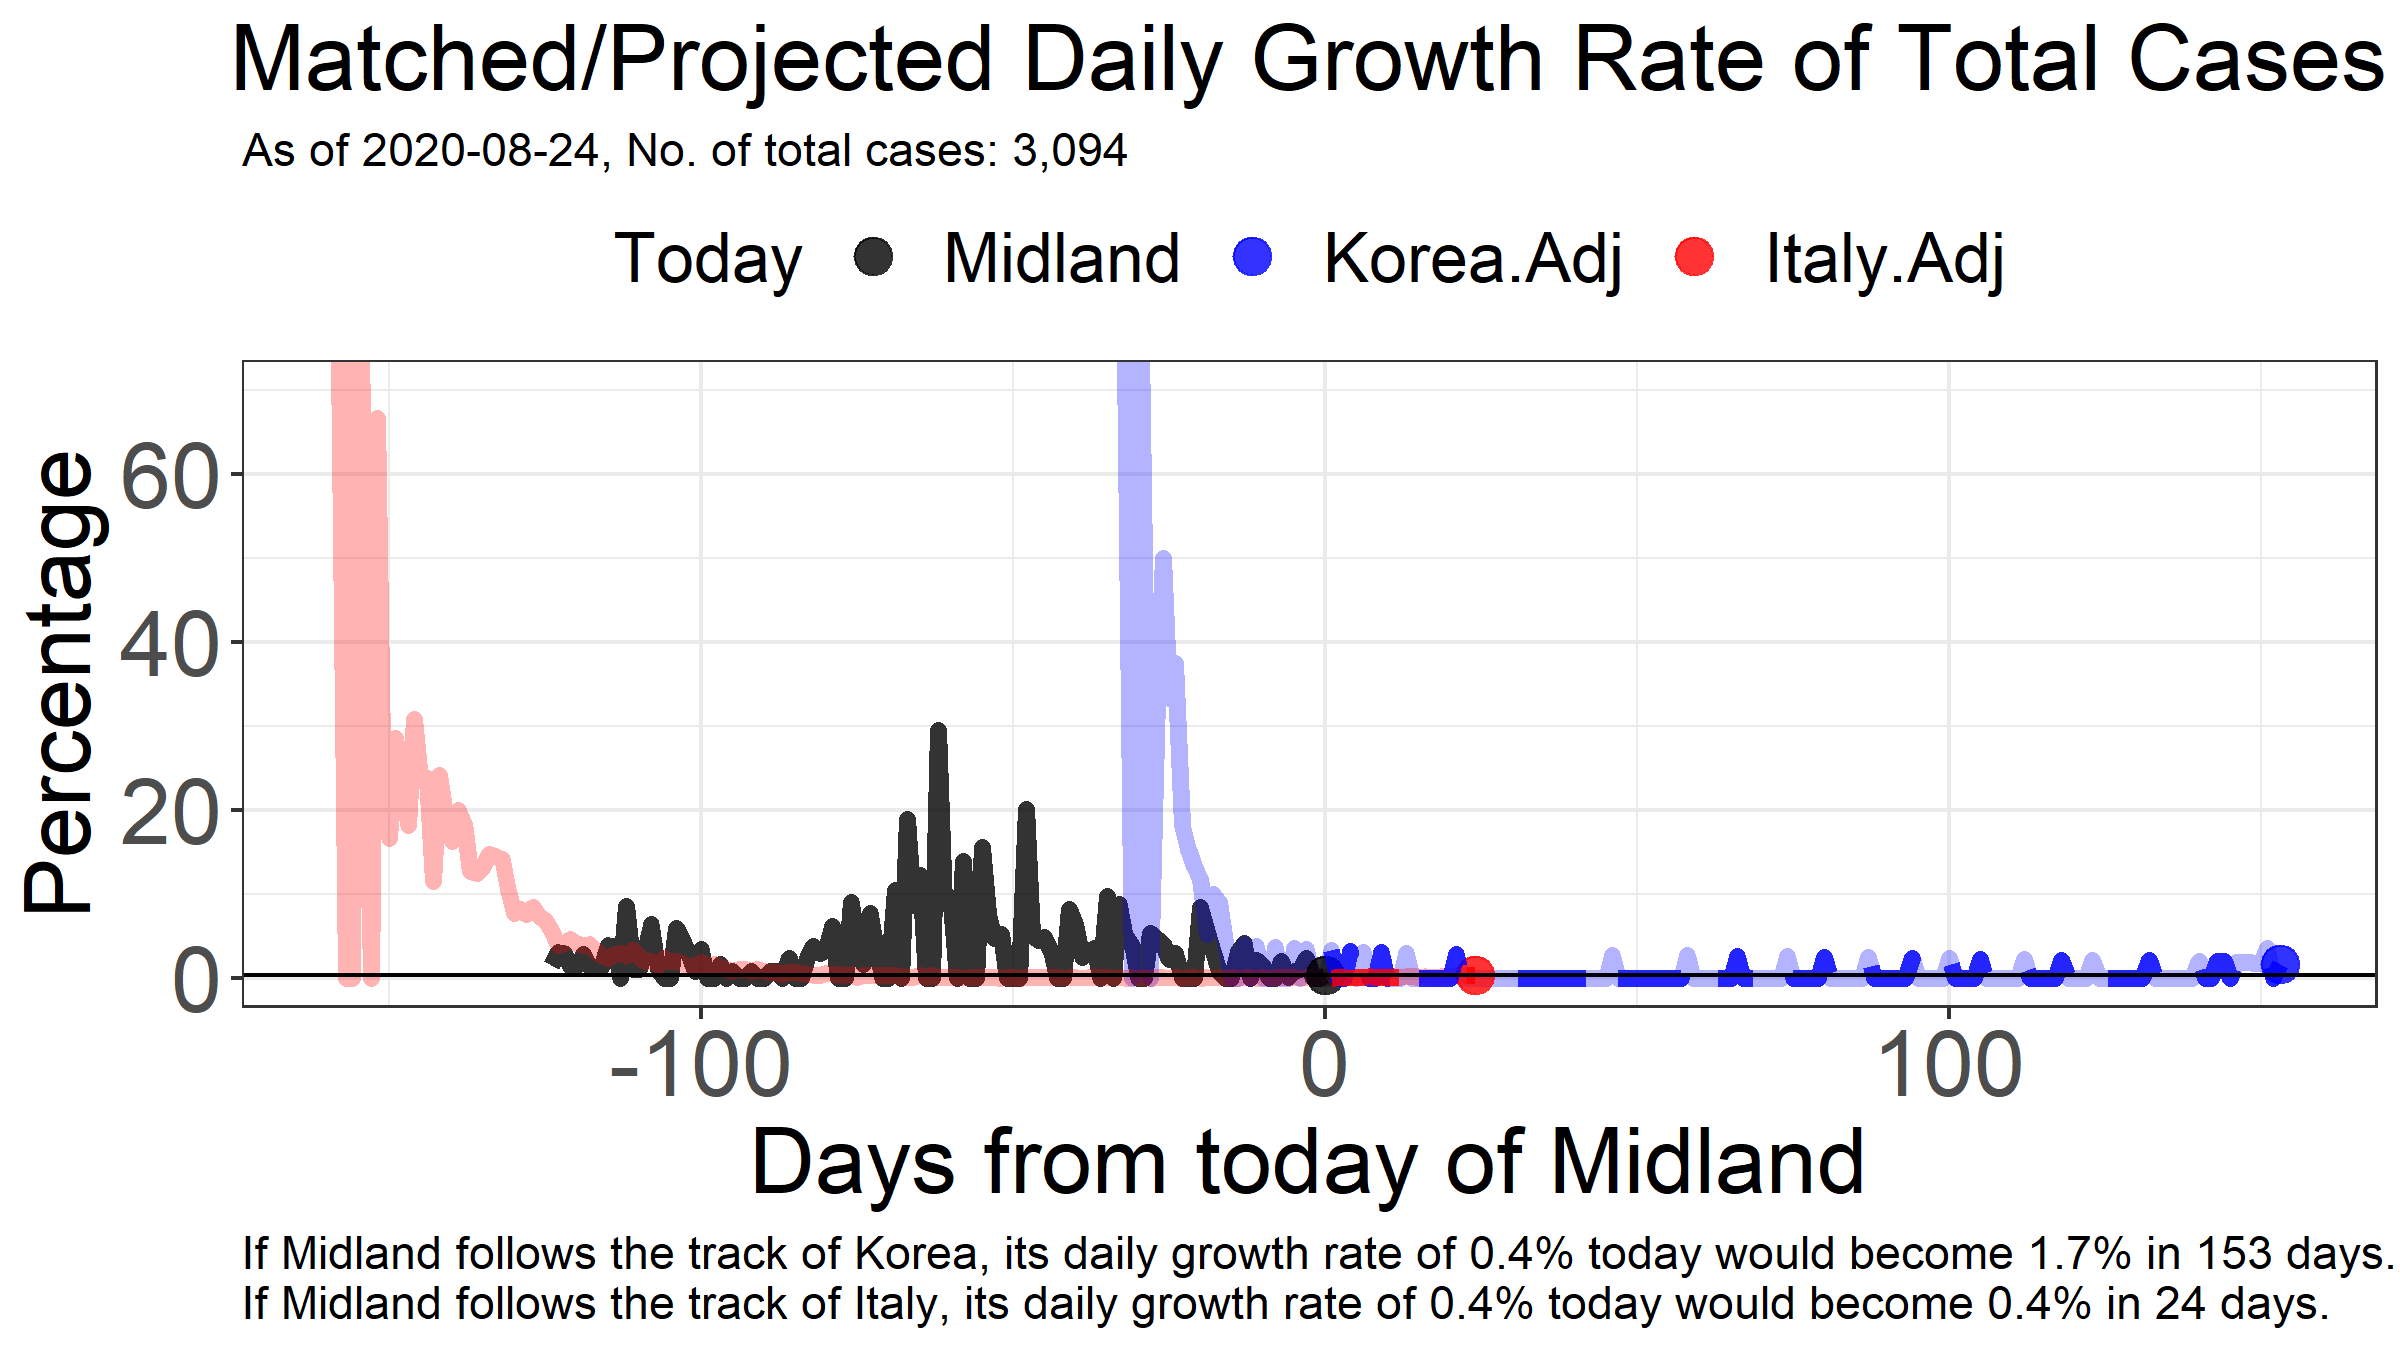 Matched/Projected Daily Growth Rate of Total Cases
As of 2020-08-24, No. of total cases: 3,094
Today Midland Korea.Adj Italy.Adj
Percentage
60
40
20
0
-100 0 100
Days from today of Midland
If Midland follows the track of Korea, its daily growth rate of 0.4% today would become 1.7% in 153 days.
If Midland follows the track of Italy, its daily growth rate of 0.4% today would become 0.4% in 24 days.